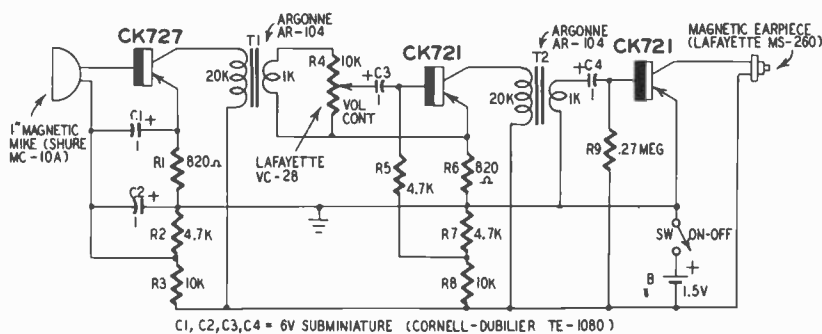 ARGONNE
AR-104
CK727
T1
20K
1K
R4
10K
C3
+
1
VOL
CONT
CK721
ARGONNE
AR-104
T2
20K
1K
C4
+
1
CK721
MAGNETIC EARPIECE
(LAFAYETTE MS-260)
1" MAGNETIC
MIKE (SHURE
MC-10A)
C1
+
1
R1
820Ω
LAFAYETTE
VC-28
R5
4.7K
R6
820
Ω
R9
.27 MEG
C2
+
1
R2
4.7K
R7
4.7K
SW
ON-OFF
R3
10K
R8
10K
B
+
1.5V
C1, C2, C3, C4 = 6V SUBMINIATURE (CORNELL-DUBILIER TE-1080)